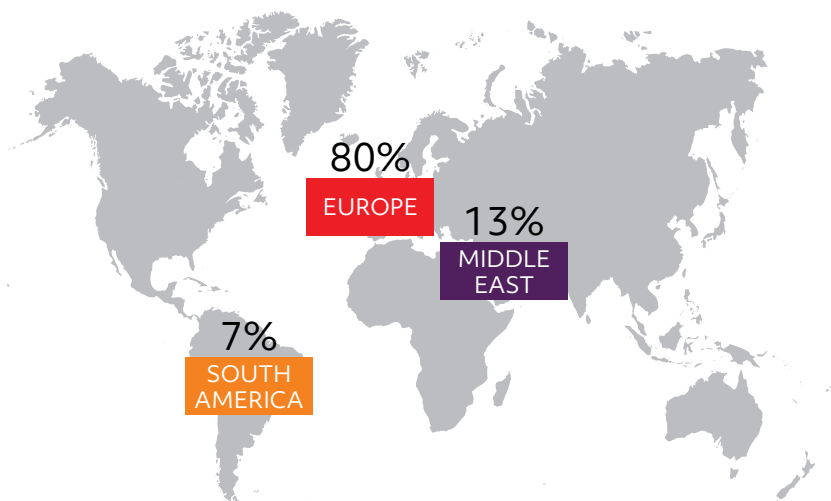 80%
EUROPE
13%
MIDDLE
EAST
7%
SOUTH
AMERICA